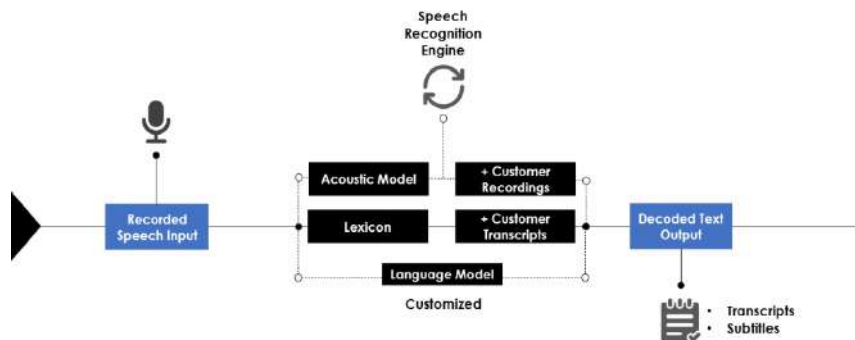 Speech
Recognition
Engine
Acoustic Model
+ Customer
Recordings
Recorded
Speech Input
Lexicon
+ Customer
Transcripts
Decoded Text
Output
Language Model
Customized
• Transcripts
• Subtitles